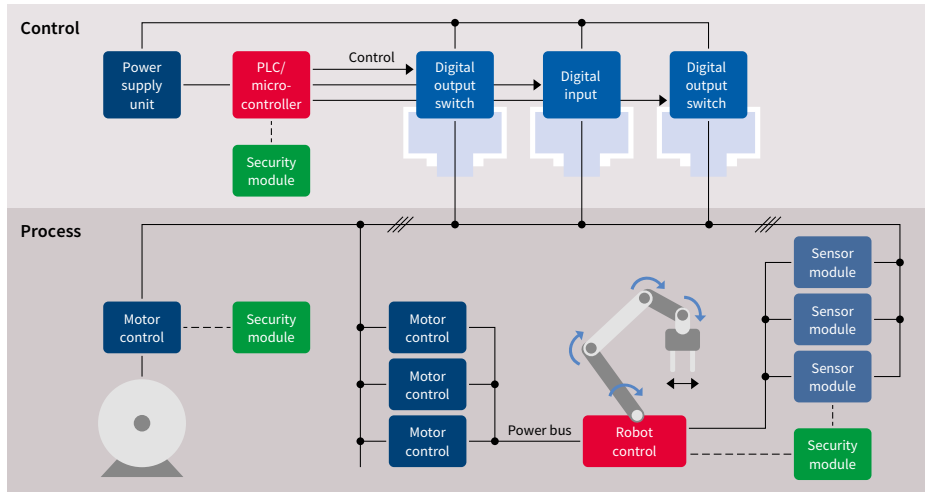 Control
Power
supply
unit
PLC/
micro-
controller
Control
Digital
output
switch
Digital
input
Digital
output
switch
Security
module
Process
Motor
control
Security
module
Motor
control
Motor
control
Motor
control
Power bus
Robot
control
Sensor
module
Sensor
module
Sensor
module
Security
module